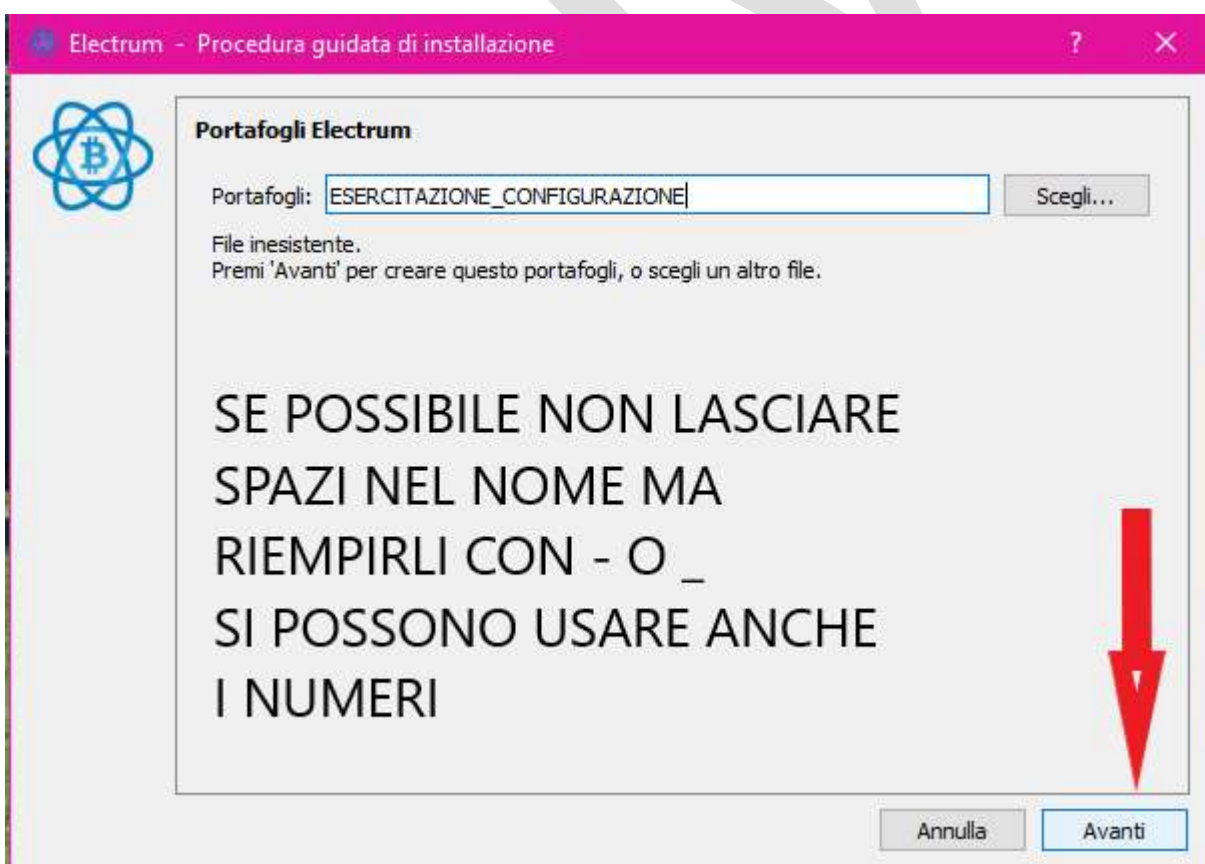 Electrum - Procedura guidata di installazione ? ×
Portafogli Electrum
Portafogli: ESERCITAZIONE_CONFIGURAZIONE Scegli...
File inesistente.
Premi 'Avanti' per creare questo portafogli, o scegli un altro file.
SE POSSIBILE NON LASCIARE
SPAZI NEL NOME MA
RIEMPIRLI CON - O _
SI POSSONO USARE ANCHE
I NUMERI
Annulla Avanti